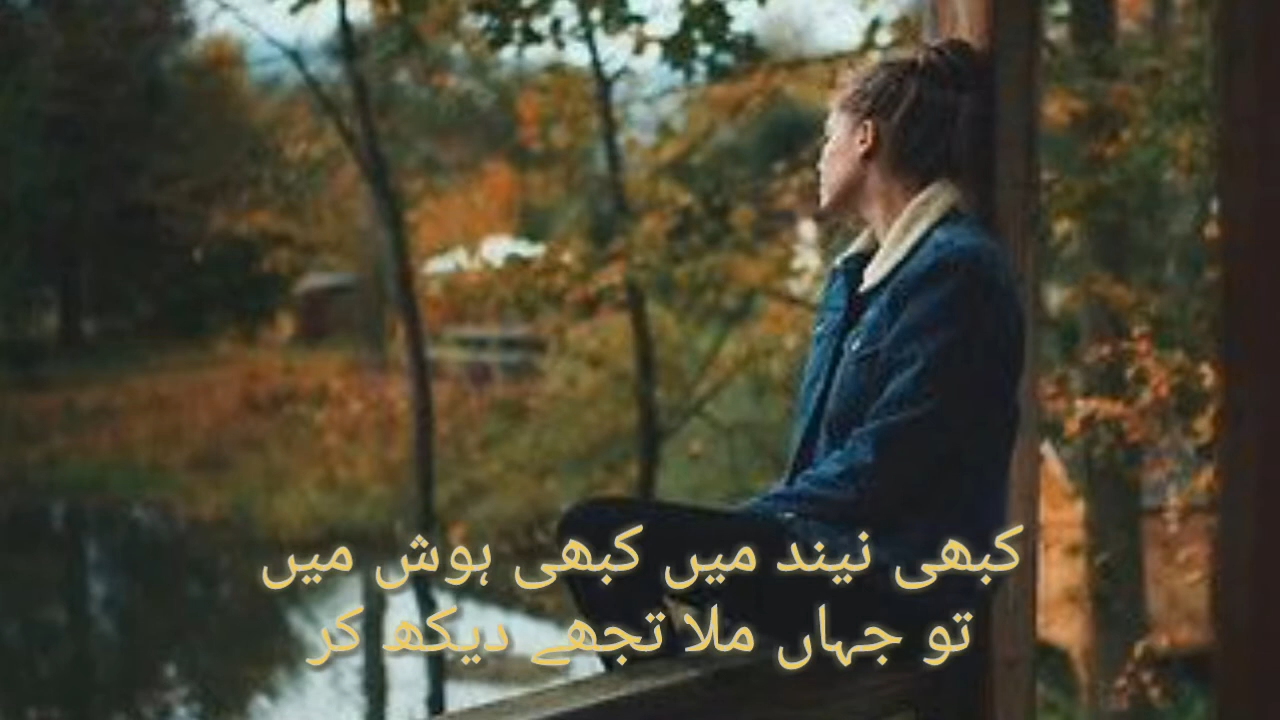 کبھی نیند میں کبھی ہوش میں
تو جہاں ملا تجھے دیکھ کر